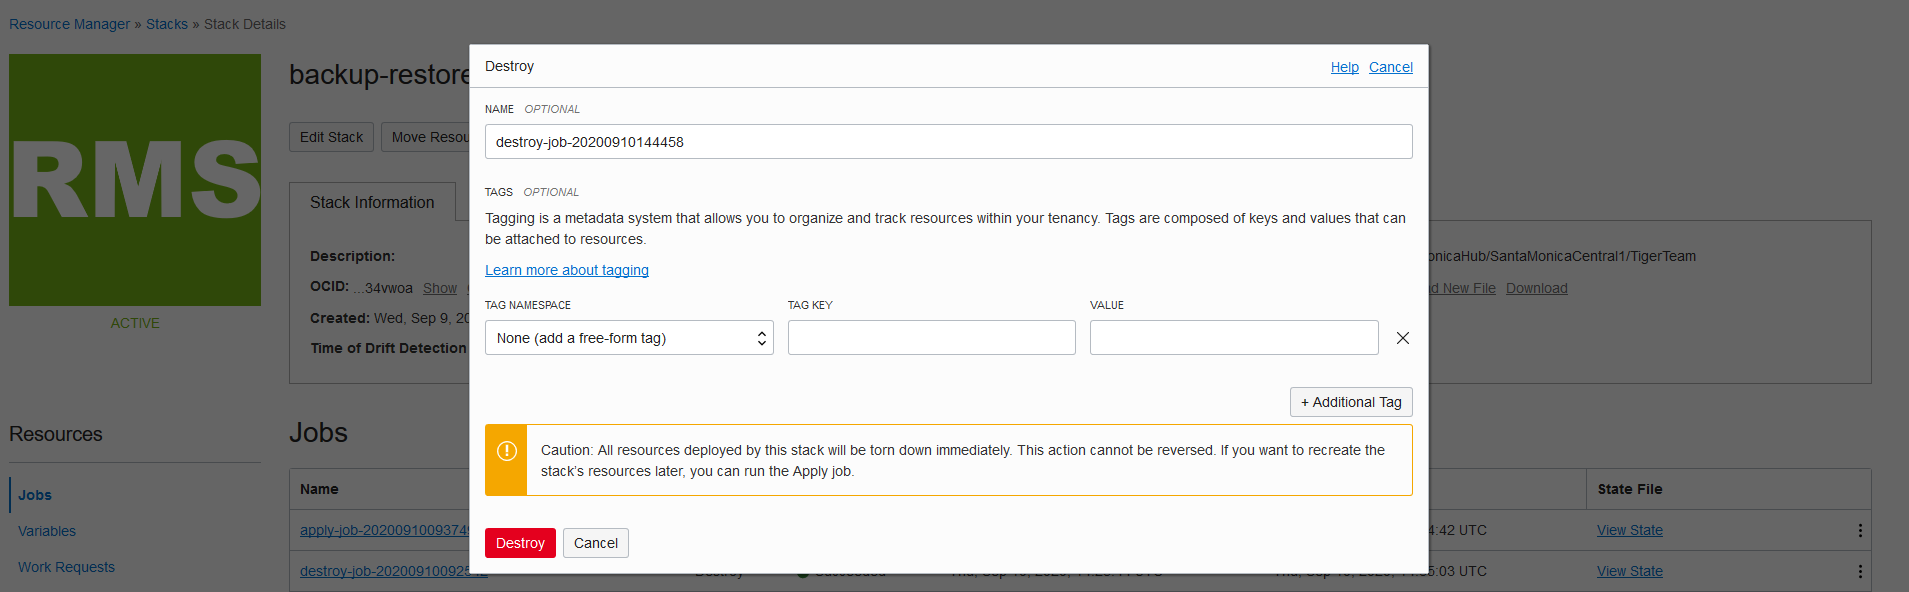 Resource Manager » Stacks » Stack Details
RMS
ACTIVE
backup-restore
Edit Stack
Move Resou
Stack Information
Description:
OCID: ...34vwoa Show
Created: Wed, Sep 9, 20
Time of Drift Detection
onicaHub/SantaMonicaCentral1/TigerTeam
d New File Download
Destroy
Help Cancel
NAME OPTIONAL
destroy-job-20200910144458
TAGS OPTIONAL
Tagging is a metadata system that allows you to organize and track resources within your tenancy. Tags are composed of keys and values that can
be attached to resources.
Learn more about tagging
TAG NAMESPACE TAG KEY VALUE
None (add a free-form tag)
+ Additional Tag
Caution: All resources deployed by this stack will be torn down immediately. This action cannot be reversed. If you want to recreate the
stack's resources later, you can run the Apply job.
Destroy Cancel
Resources
Jobs
Variables
Work Requests
Jobs
Name State File
apply-job-2020091009374 4:42 UTC View State
5:03 UTC View State